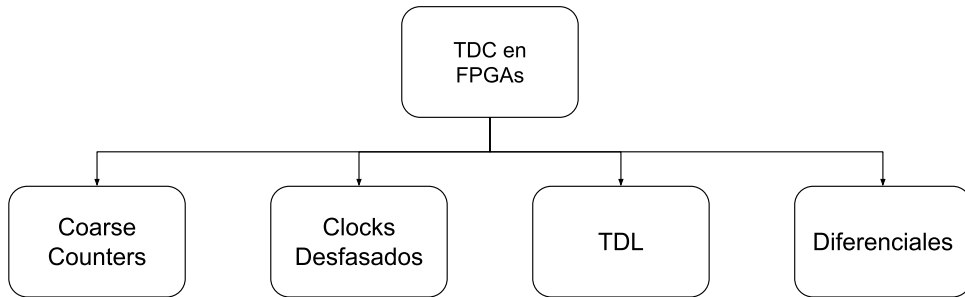 TDC en
FPGAs
Coarse
Counters
Clocks
Desfasados
TDL
Diferenciales